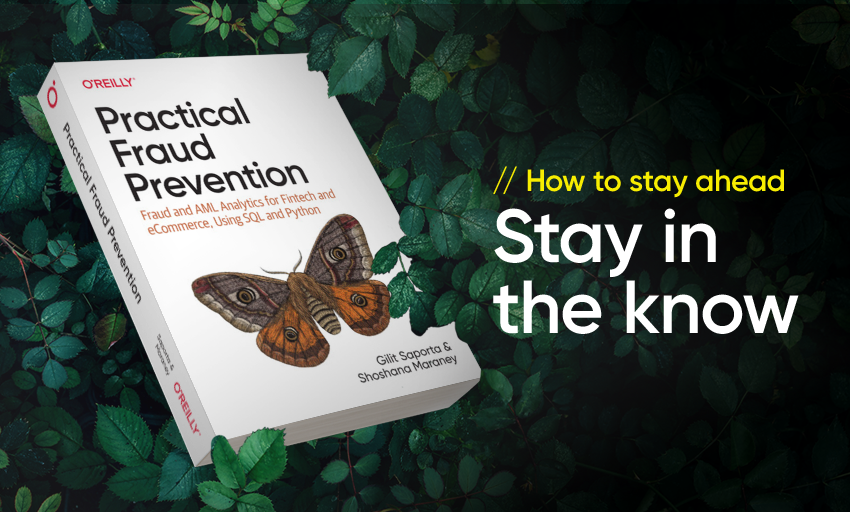 O'REILLY®
Practical
Fraud
Prevention
Fraud and AML Analytics for Fintech and
eCommerce, Using SQL and Python
Gilit Saporta &
Shoshana Maraney
Practical Fraud Prevention
Saporta &
Maraney
O'REILLY®
// How to stay ahead
Stay in
the know